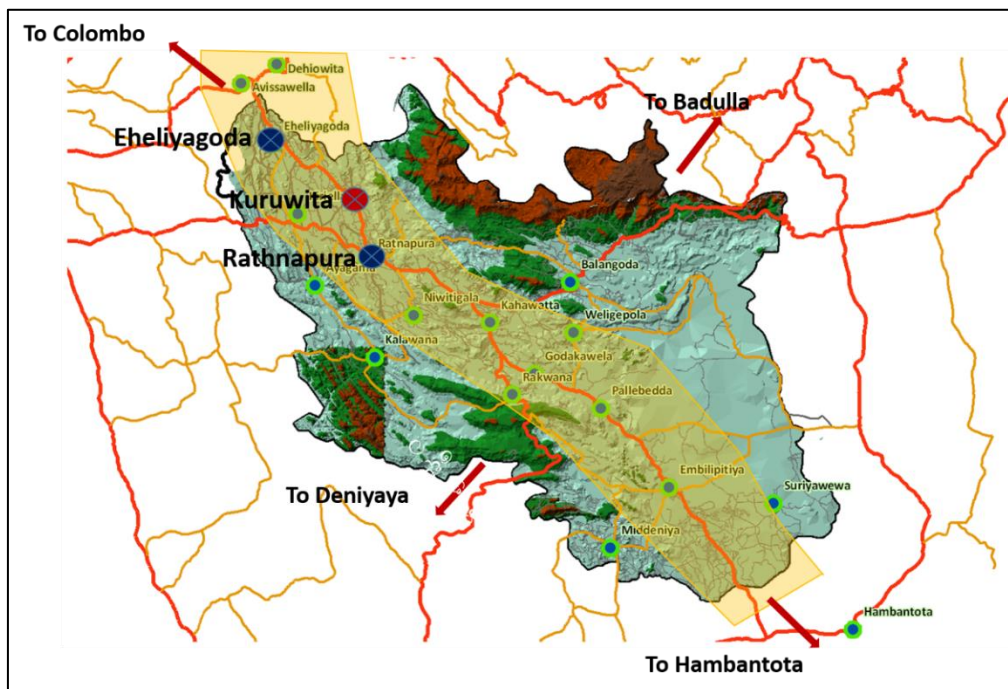 To Colombo
Dehiowita
Avissawella
To Badulla
Eheliyagoda
Eheliyagoda
Kuruwita
Ratnapura
Rathnapura
Balangoda
Ayagama
Niwitigala
Kahawatta
Weligepola
Kalawana
Godakawela
Rakwana
Pallebedda
Embilipitiya
To Deniyaya
Suriyawewa
Middeniya
Hambantota
To Hambantota